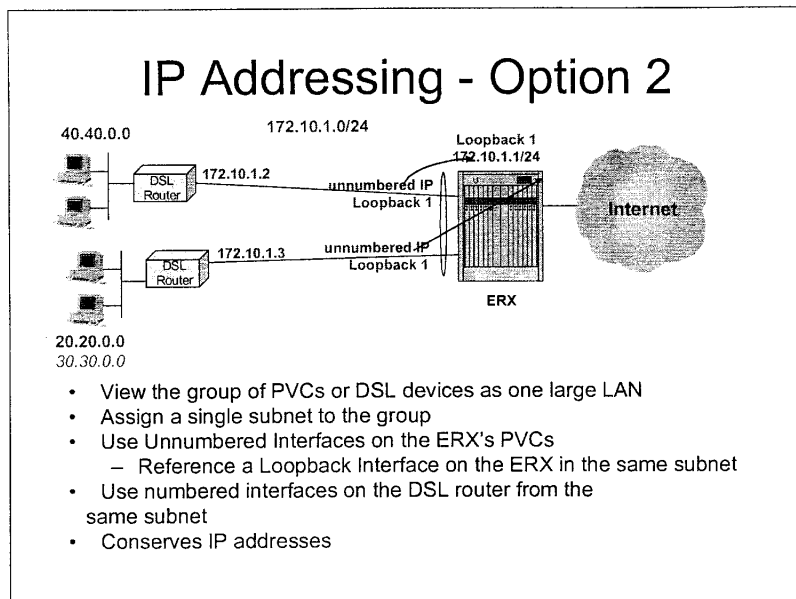 IP Addressing - Option 2
40.40.0.0
172.10.1.0/24
Loopback 1
172.10.1.1/24
DSL
Router
172.10.1.2
unnumbered IP
Loopback 1
Internet
DSL
Router
172.10.1.3
unnumbered IP
Loopback 1
ERX
20.20.0.0
30.30.0.0
• View the group of PVCs or DSL devices as one large LAN
• Assign a single subnet to the group
• Use Unnumbered Interfaces on the ERX's PVCs
– Reference a Loopback Interface on the ERX in the same subnet
• Use numbered interfaces on the DSL router from the
same subnet
• Conserves IP addresses